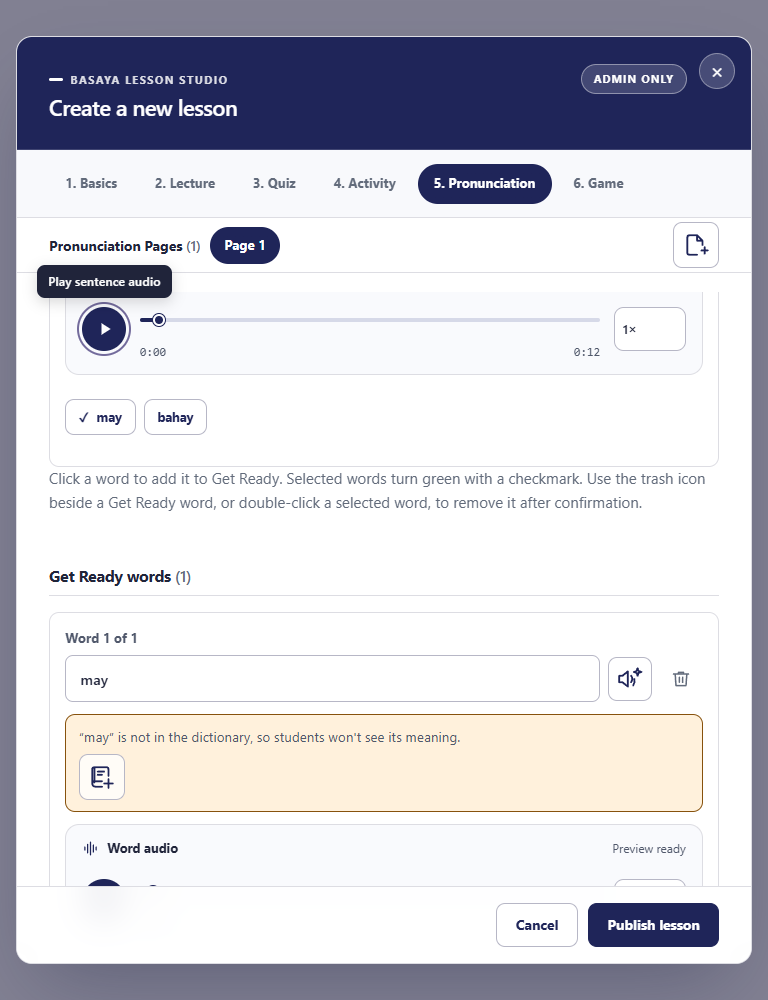 BASAYA LESSON STUDIO
Create a new lesson
ADMIN ONLY
1. Basics 2. Lecture 3. Quiz 4. Activity 5. Pronunciation 6. Game
Pronunciation Pages (1) Page 1
Play sentence audio
1×
0:00 0:12
✓ may bahay
Click a word to add it to Get Ready. Selected words turn green with a checkmark. Use the trash icon
beside a Get Ready word, or double-click a selected word, to remove it after confirmation.
Get Ready words (1)
Word 1 of 1
may
“may” is not in the dictionary, so students won't see its meaning.
Word audio Preview ready
Cancel Publish lesson